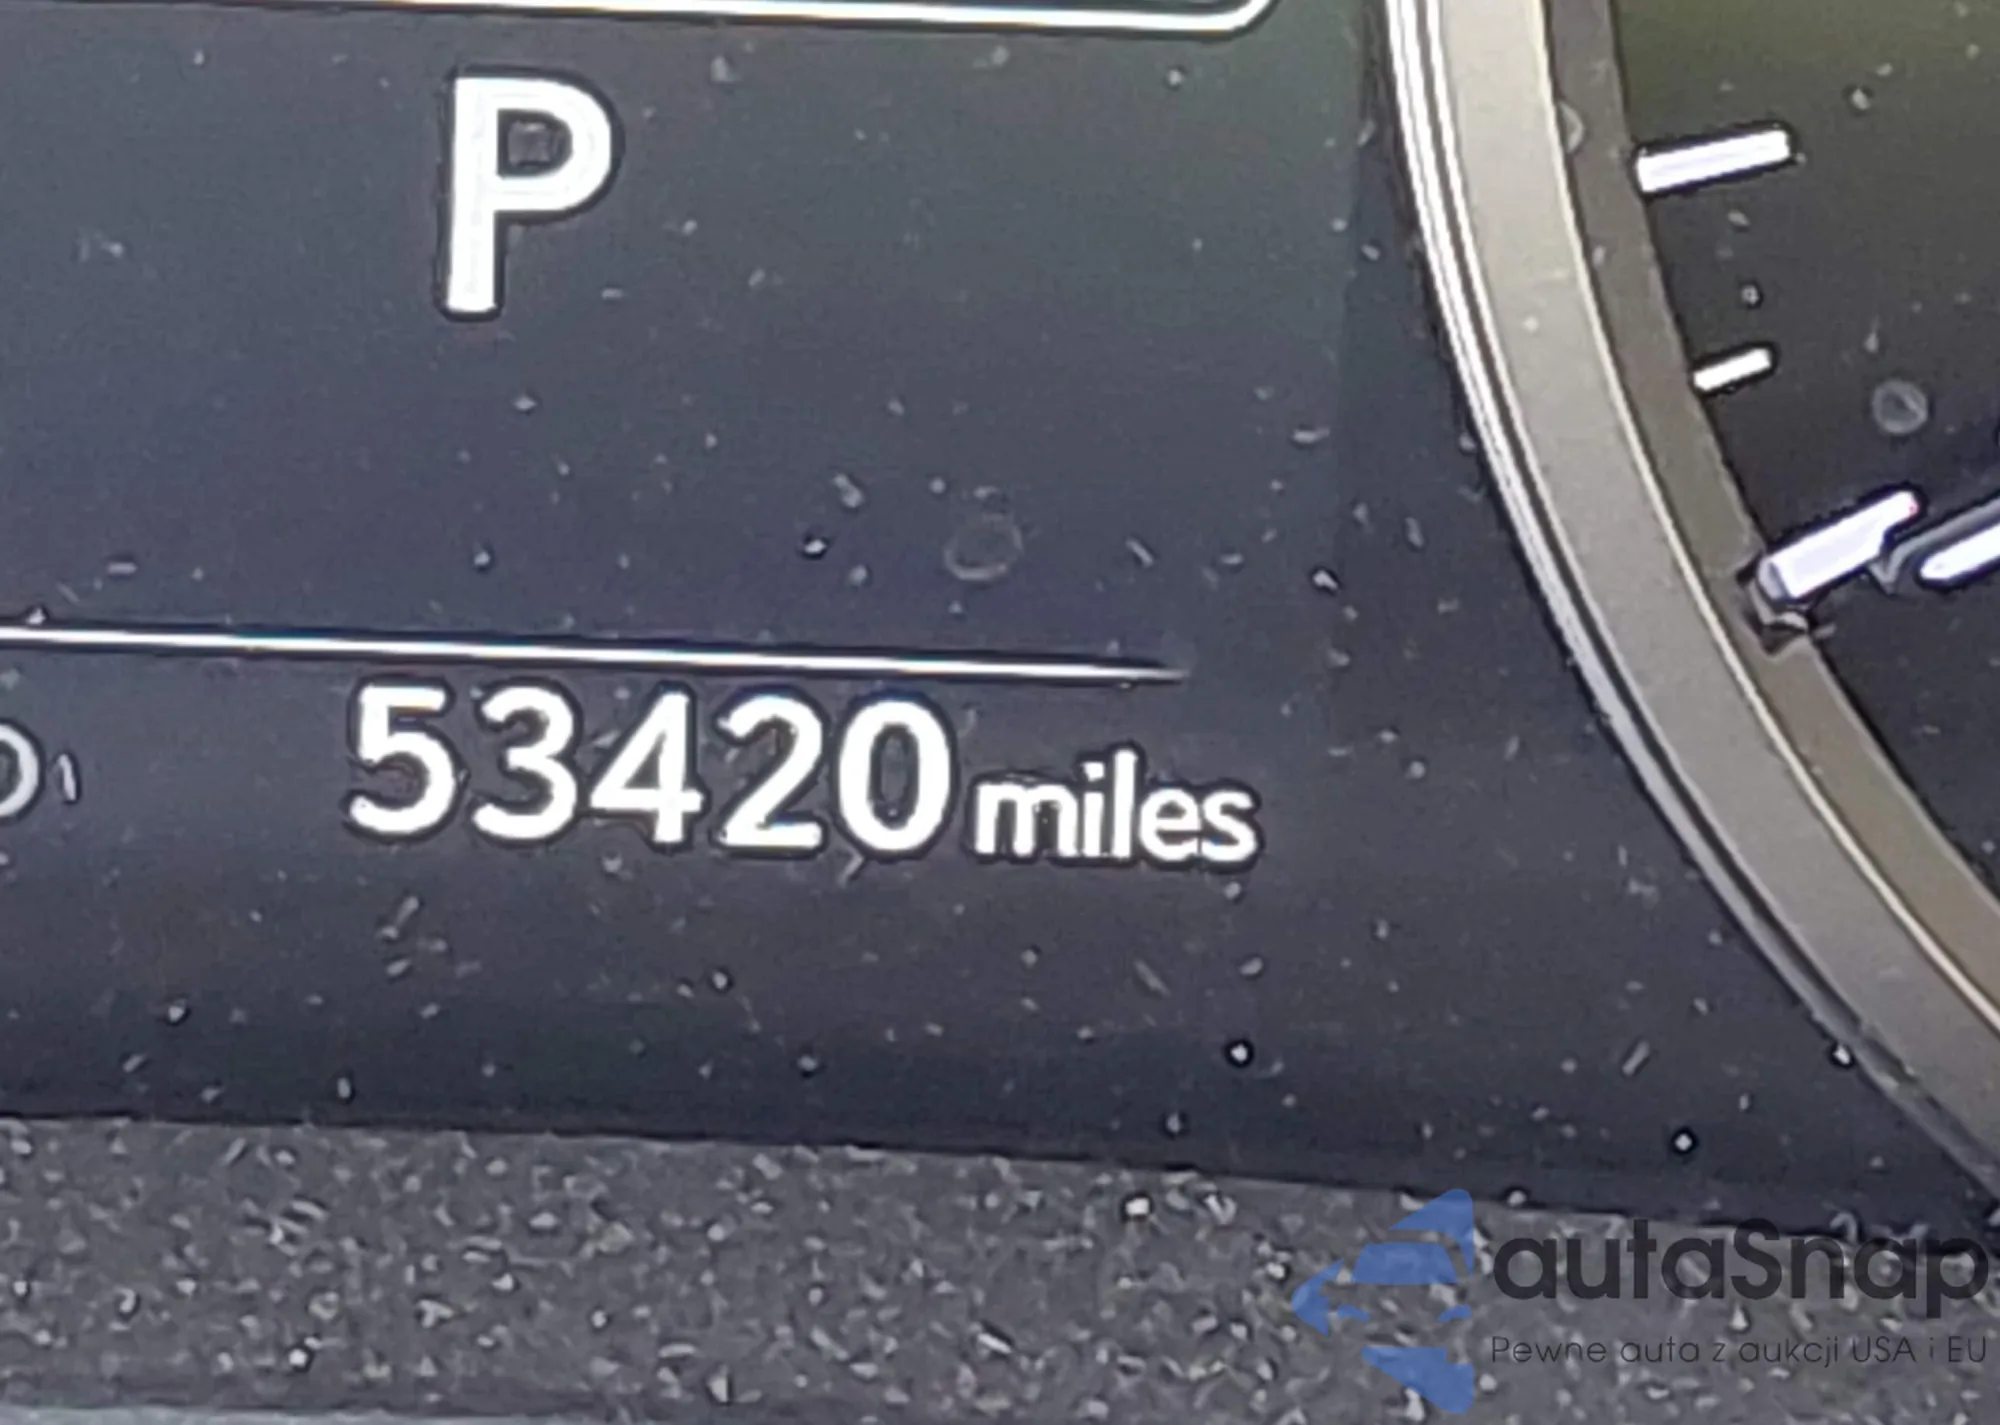 P
53420 miles
autaSnap
Pewne auta z aukcji USA i EU